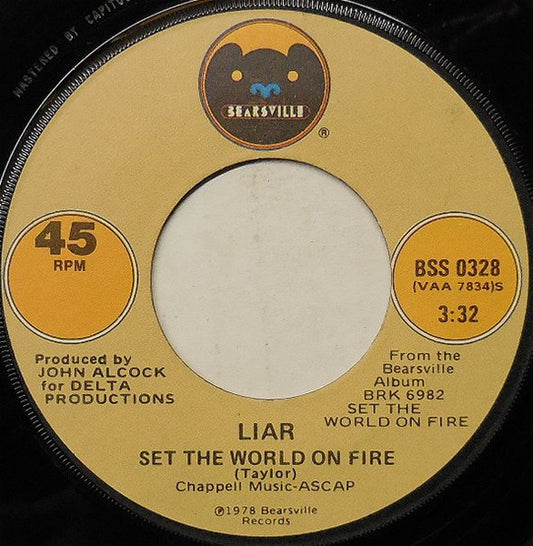 MASTERED BY CAPITOL
BEARSVILLE
®
45
RPM
BSS 0328
(VAA 7834)S
3:32
Produced by
JOHN ALCOCK
for DELTA
PRODUCTIONS
From the
Bearsville
Album
BRK 6982
SET THE
WORLD ON FIRE
LIAR
SET THE WORLD ON FIRE
(Taylor)
Chappell Music-ASCAP
℗1978 Bearsville
Records